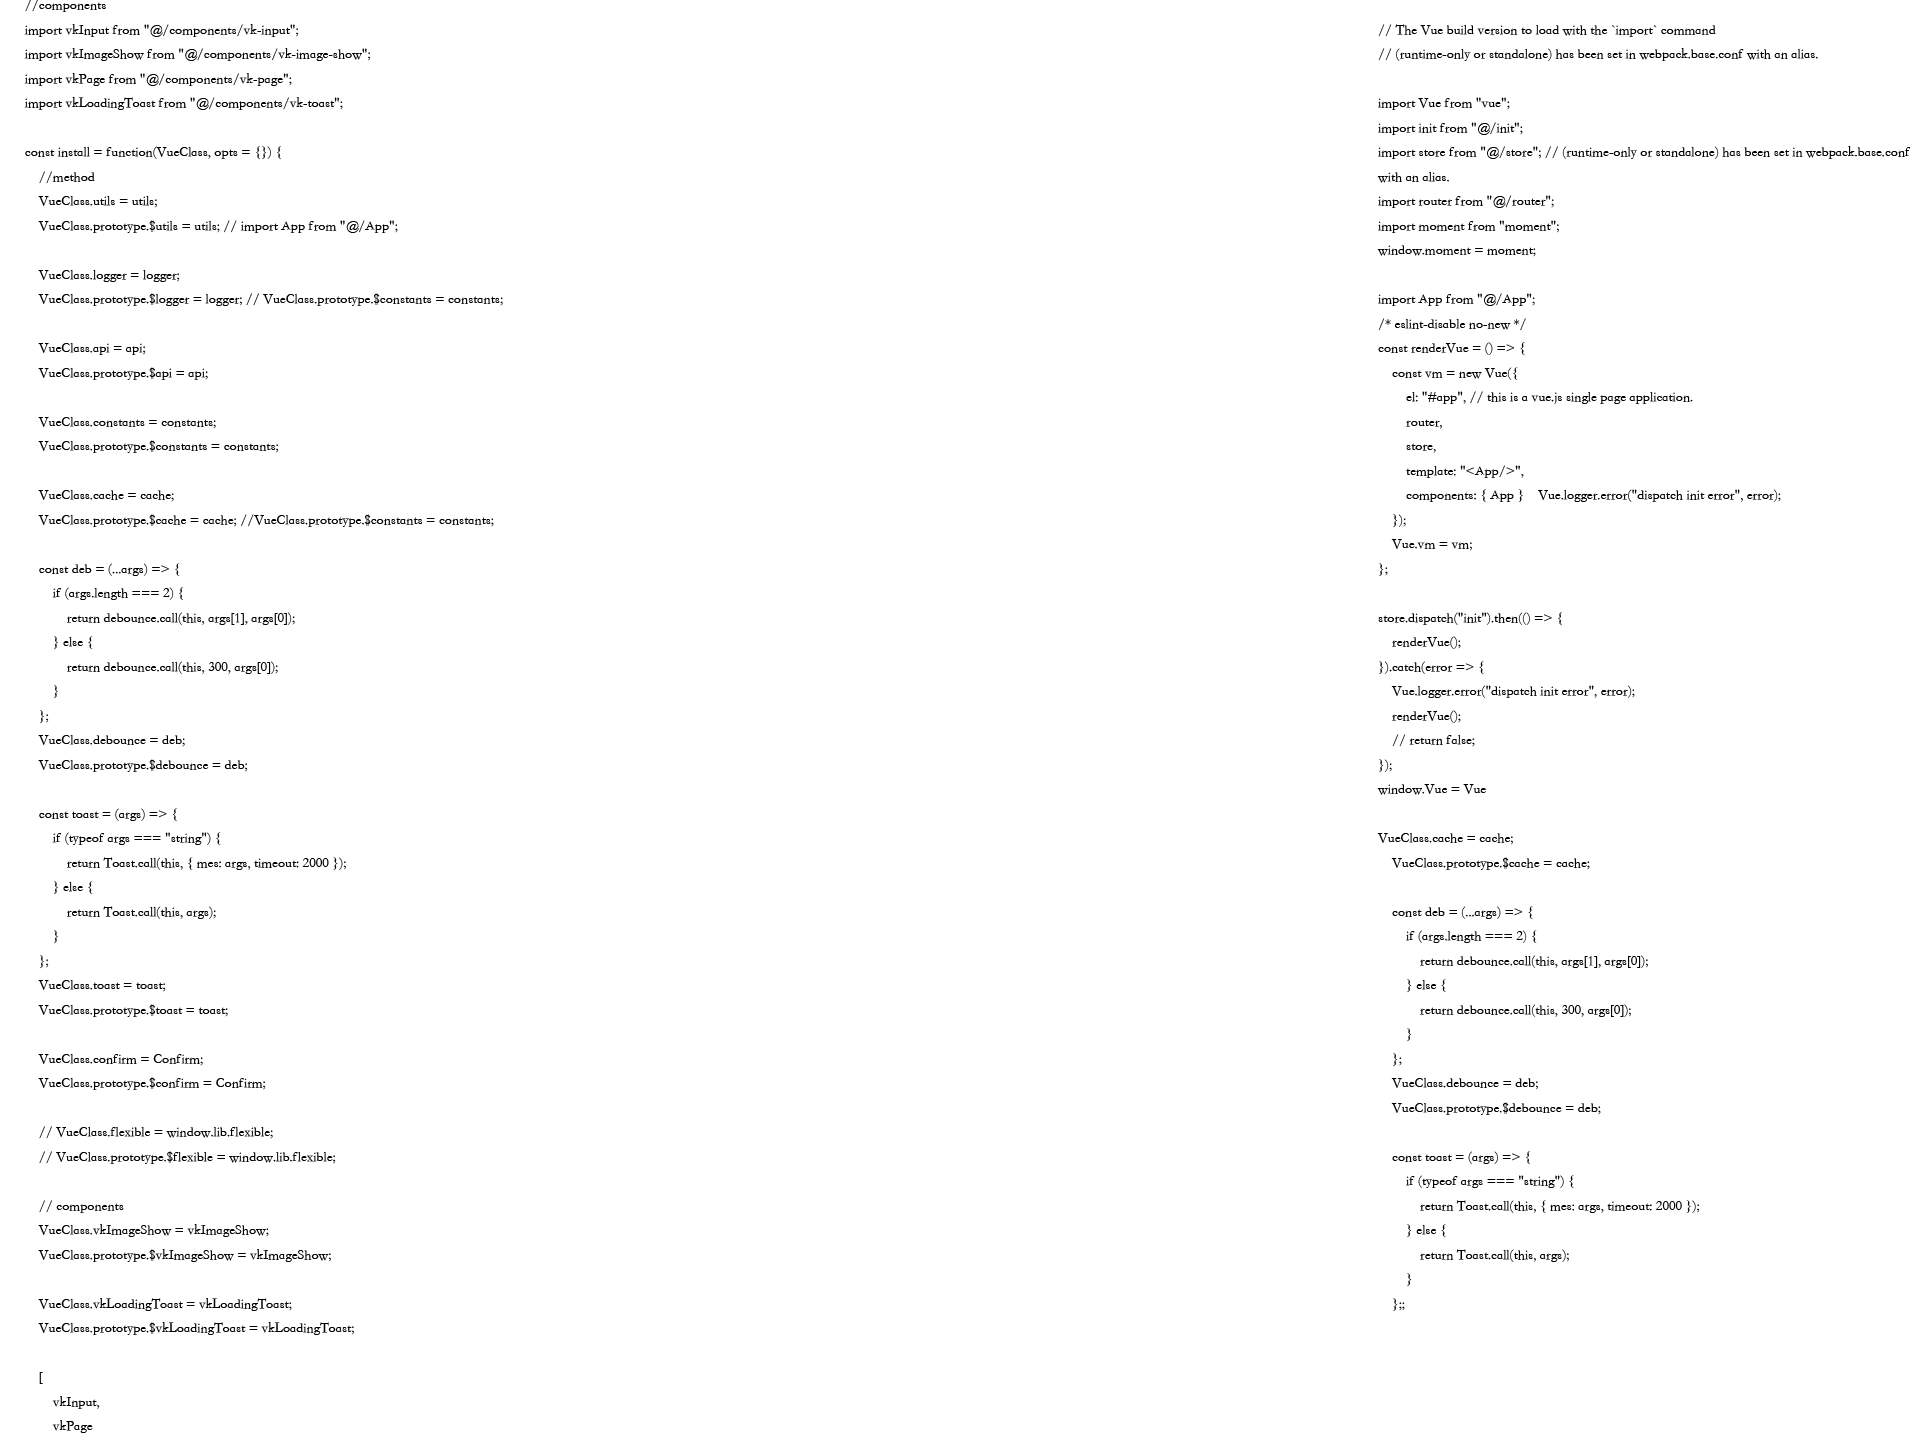 //components
import vkInput from "@/components/vk-input";
import vkImageShow from "@/components/vk-image-show";
import vkPage from "@/components/vk-page";
import vkLoadingToast from "@/components/vk-toast";

const install = function(VueClass, opts = {}) {
    //method
    VueClass.utils = utils;
    VueClass.prototype.$utils = utils; // import App from "@/App";

    VueClass.logger = logger;
    VueClass.prototype.$logger = logger; // VueClass.prototype.$constants = constants;

    VueClass.api = api;
    VueClass.prototype.$api = api;

    VueClass.constants = constants;
    VueClass.prototype.$constants = constants;

    VueClass.cache = cache;
    VueClass.prototype.$cache = cache; //VueClass.prototype.$constants = constants;

    const deb = (...args) => {
        if (args.length === 2) {
            return debounce.call(this, args[1], args[0]);
        } else {
            return debounce.call(this, 300, args[0]);
        }
    };
    VueClass.debounce = deb;
    VueClass.prototype.$debounce = deb;

    const toast = (args) => {
        if (typeof args === "string") {
            return Toast.call(this, { mes: args, timeout: 2000 });
        } else {
            return Toast.call(this, args);
        }
    };
    VueClass.toast = toast;
    VueClass.prototype.$toast = toast;

    VueClass.confirm = Confirm;
    VueClass.prototype.$confirm = Confirm;

    // VueClass.flexible = window.lib.flexible;
    // VueClass.prototype.$flexible = window.lib.flexible;

    // components
    VueClass.vkImageShow = vkImageShow;
    VueClass.prototype.$vkImageShow = vkImageShow;

    VueClass.vkLoadingToast = vkLoadingToast;
    VueClass.prototype.$vkLoadingToast = vkLoadingToast;

    [
        vkInput,
        vkPage
// The Vue build version to load with the `import` command
// (runtime-only or standalone) has been set in webpack.base.conf with an alias.

import Vue from "vue";
import init from "@/init";
import store from "@/store"; // (runtime-only or standalone) has been set in webpack.base.conf
with an alias.
import router from "@/router";
import moment from "moment";
window.moment = moment;

import App from "@/App";
/* eslint-disable no-new */
const renderVue = () => {
    const vm = new Vue({
        el: "#app", // this is a vue.js single page application.
        router,
        store,
        template: "<App/>",
        components: { App }    Vue.logger.error("dispatch init error", error);
    });
    Vue.vm = vm;
};

store.dispatch("init").then(() => {
    renderVue();
}).catch(error => {
    Vue.logger.error("dispatch init error", error);
    renderVue();
    // return false;
});
window.Vue = Vue

VueClass.cache = cache;
    VueClass.prototype.$cache = cache;

    const deb = (...args) => {
        if (args.length === 2) {
            return debounce.call(this, args[1], args[0]);
        } else {
            return debounce.call(this, 300, args[0]);
        }
    };
    VueClass.debounce = deb;
    VueClass.prototype.$debounce = deb;

    const toast = (args) => {
        if (typeof args === "string") {
            return Toast.call(this, { mes: args, timeout: 2000 });
        } else {
            return Toast.call(this, args);
        }
    };;